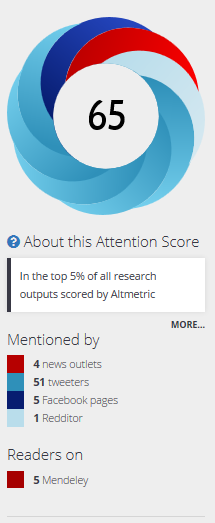 65
About this Attention Score
In the top 5% of all research
outputs scored by Altmetric
MORE...
Mentioned by
4 news outlets
51 tweeters
5 Facebook pages
1 Redditor
Readers on
5 Mendeley